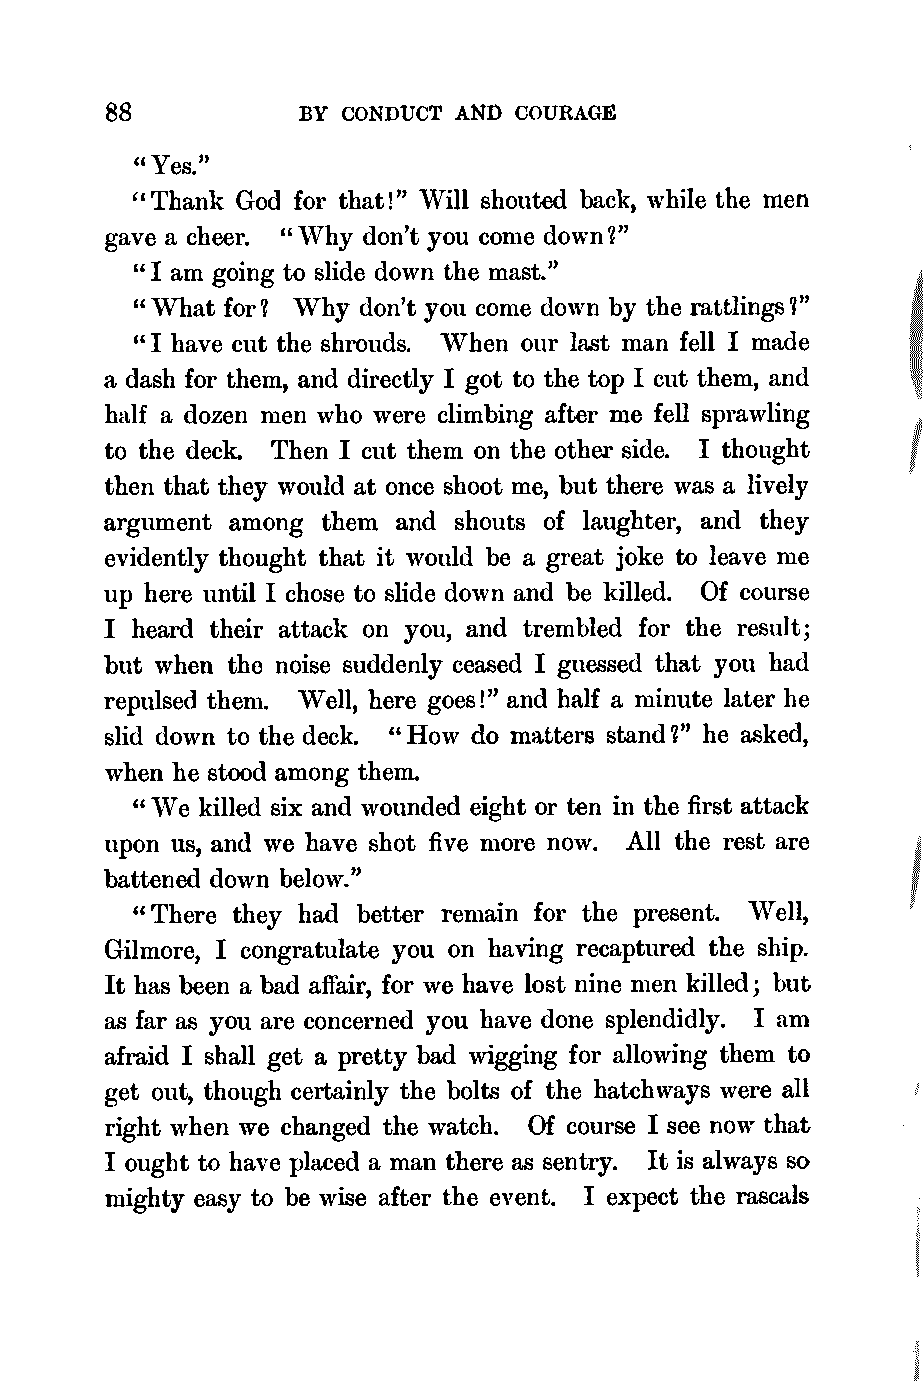 88 BY CONDUCT AND COURAGE
“Yes.”
“Thank God for that!” Will shouted back, while the men
gave a cheer. “Why don't you come down?”
“I am going to slide down the mast.”
“What for? Why don't you come down by the rattlings?”
“I have cut the shrouds. When our last man fell I made
a dash for them, and directly I got to the top I cut them, and
half a dozen men who were climbing after me fell sprawling
to the deck. Then I cut them on the other side. I thought
then that they would at once shoot me, but there was a lively
argument among them and shouts of laughter, and they
evidently thought that it would be a great joke to leave me
up here until I chose to slide down and be killed. Of course
I heard their attack on you, and trembled for the result;
but when the noise suddenly ceased I guessed that you had
repulsed them. Well, here goes!” and half a minute later he
slid down to the deck. “How do matters stand?” he asked,
when he stood among them.
“We killed six and wounded eight or ten in the first attack
upon us, and we have shot five more now. All the rest are
battened down below.”
“There they had better remain for the present. Well,
Gilmore, I congratulate you on having recaptured the ship.
It has been a bad affair, for we have lost nine men killed; but
as far as you are concerned you have done splendidly. I am
afraid I shall get a pretty bad wigging for allowing them to
get out, though certainly the bolts of the hatchways were all
right when we changed the watch. Of course I see now that
I ought to have placed a man there as sentry. It is always so
mighty easy to be wise after the event. I expect the rascals